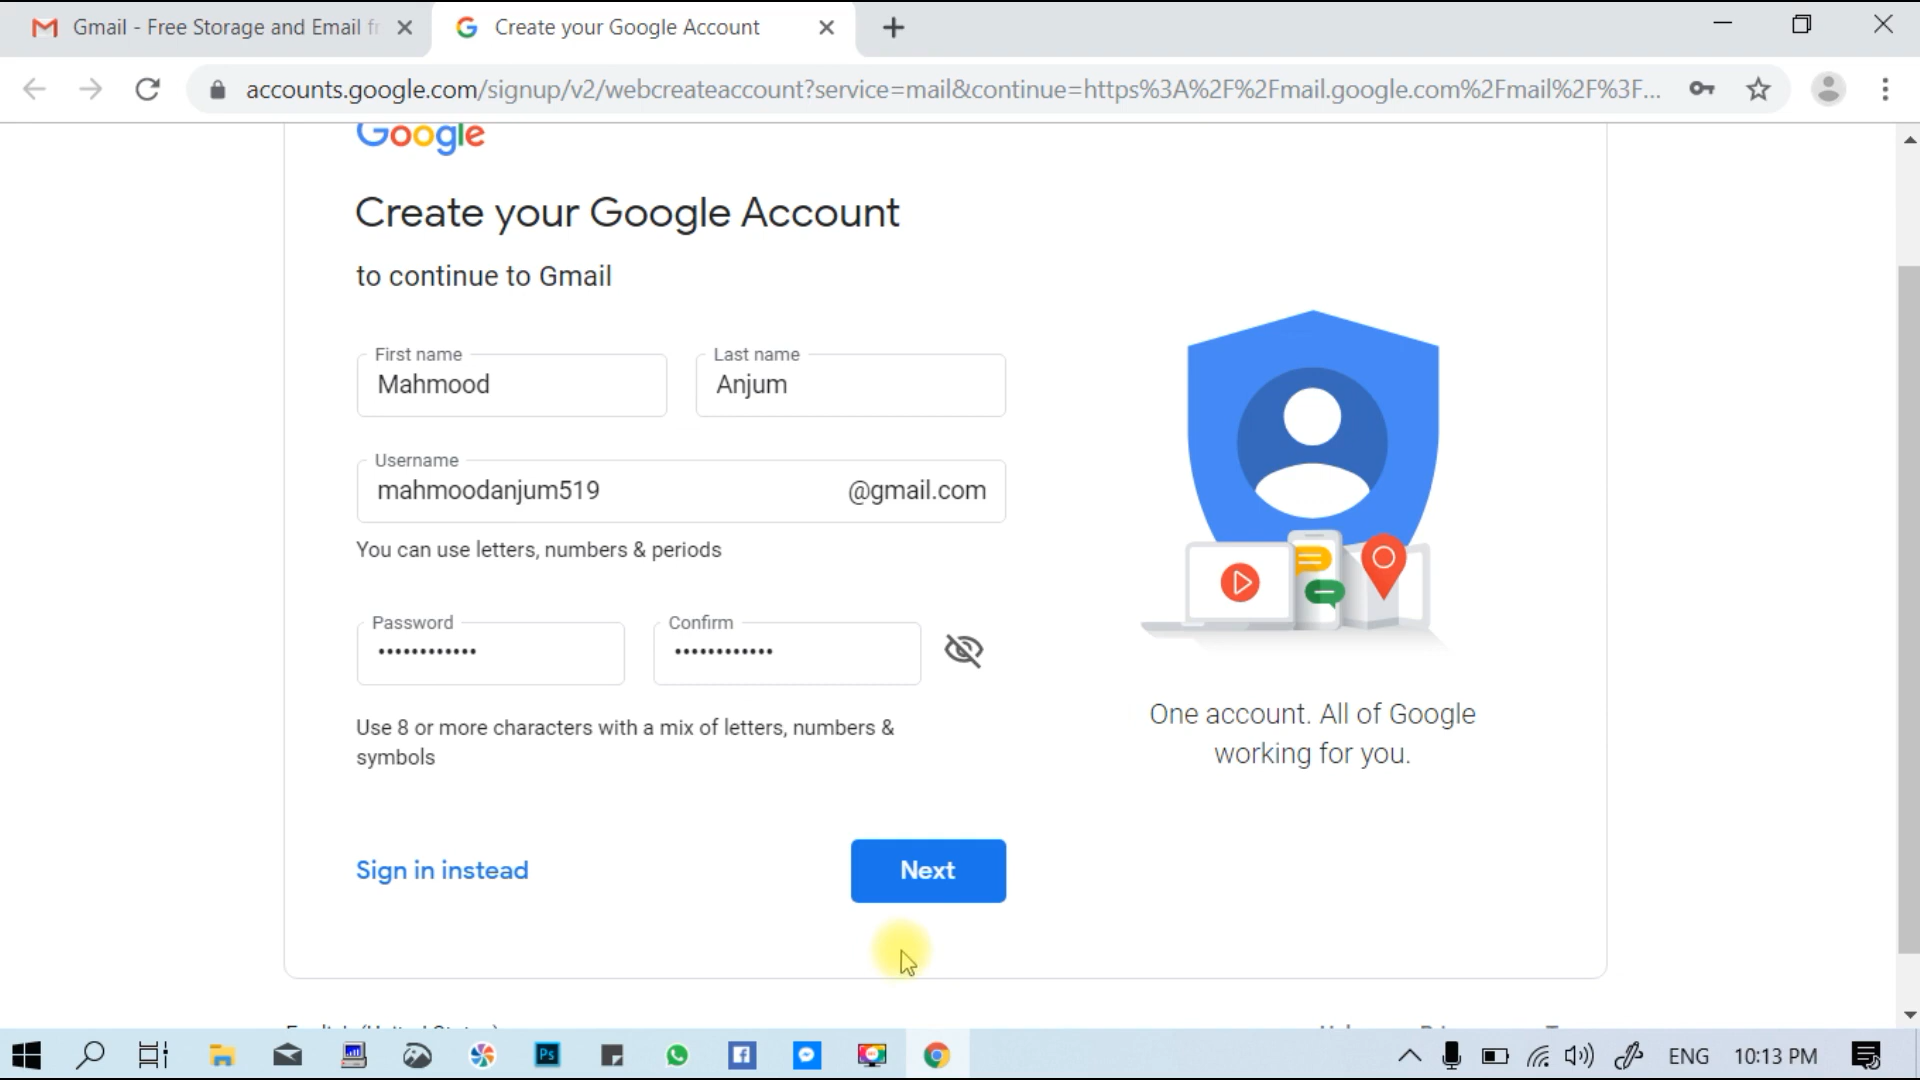 Gmail - Free Storage and Email fr
Create your Google Account
accounts.google.com/signup/v2/webcreateaccount?service=mail&continue=https%3A%2F%2Fmail.google.com%2Fmail%2F%3F...
Google
Create your Google Account
to continue to Gmail
First name
Mahmood
Last name
Anjum
Username
mahmoodanjum519
@gmail.com
You can use letters, numbers & periods
Password
••••••••••••
Confirm
••••••••••••
Use 8 or more characters with a mix of letters, numbers &
symbols
One account. All of Google
working for you.
Sign in instead
Next
Ps
ENG
10:13 PM